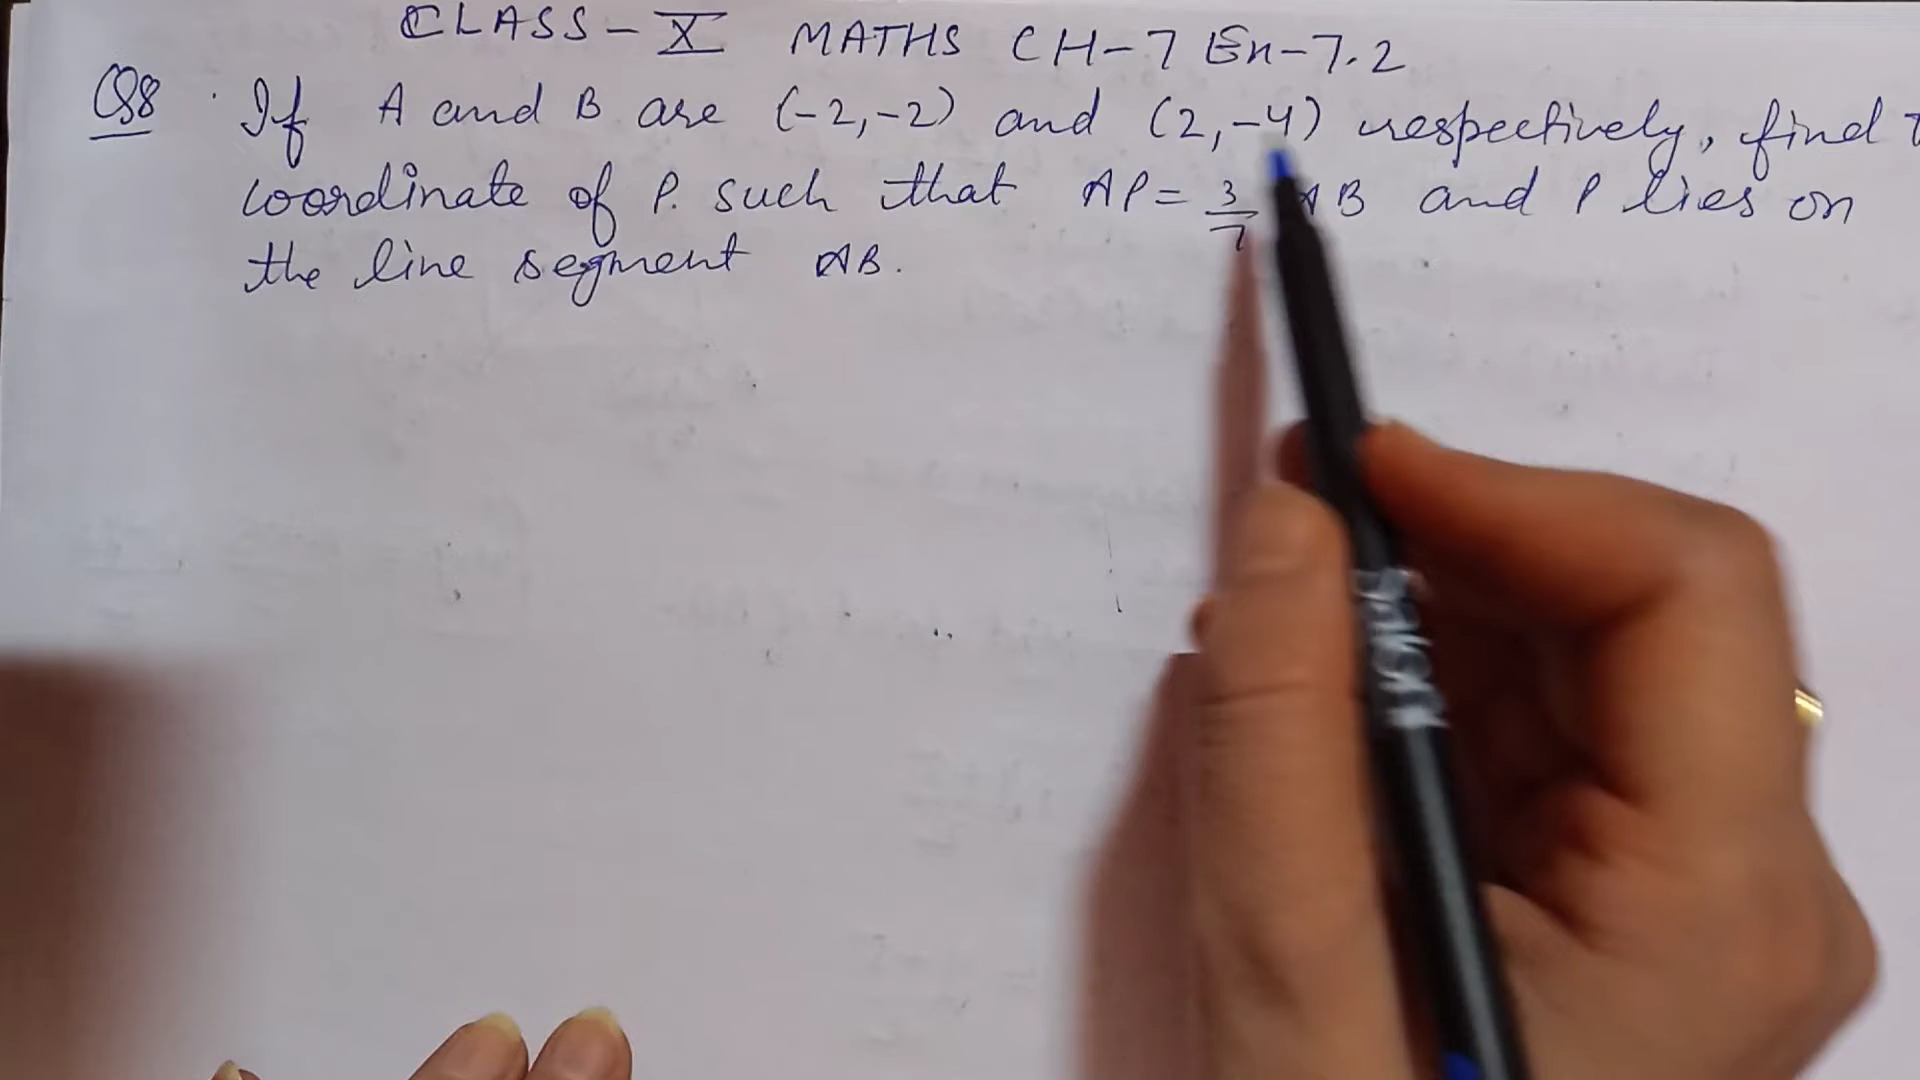 CLASS-X MATHS CH-7 Ex-7.2
Q8 If A and B are (-2,-2) and (2,-4) respectively, find
coordinate of P. such that AP = 3/7 AB and P lies on
the line segment AB.